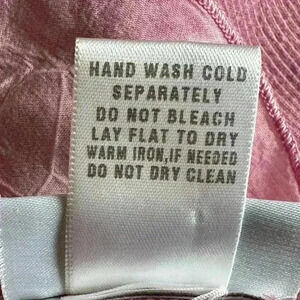 HAND WASH COLD
SEPARATELY
DO NOT BLEACH
LAY FLAT TO DRY
WARM IRON,IF NEEDED
DO NOT DRY CLEAN